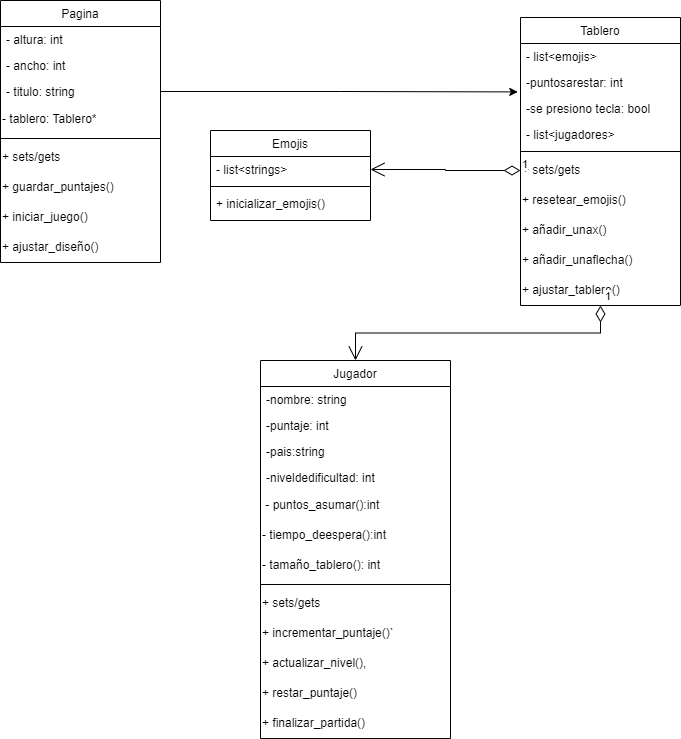 Pagina
- altura: int
- ancho: int
- titulo: string
- tablero: Tablero*
+ sets/gets
+ guardar_puntajes()
+ iniciar_juego()
+ ajustar_diseño()
Emojis
- list<strings>
+ inicializar_emojis()
Tablero
- list<emojis>
-puntosarestar: int
-se presiono tecla: bool
- list<jugadores>
1
sets/gets
+ resetear_emojis()
+ añadir_unax()
+ añadir_unaflecha()
+ ajustar_tablero()
1
Jugador
-nombre: string
-puntaje: int
-pais:string
-niveldedificultad: int
- puntos_asumar():int
- tiempo_deespera():int
- tamaño_tablero(): int
+ sets/gets
+ incrementar_puntaje()`
+ actualizar_nivel(),
+ restar_puntaje()
+ finalizar_partida()